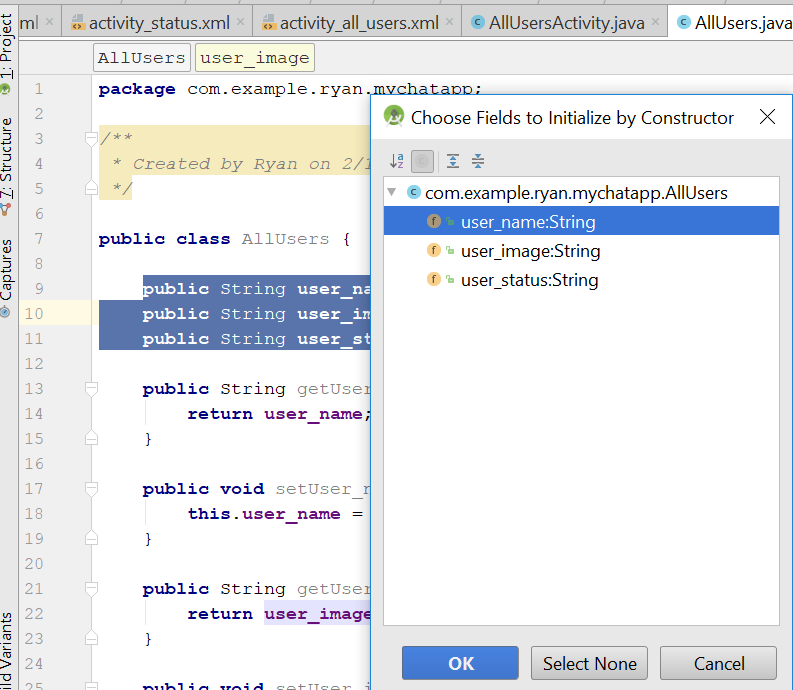 ml
activity_status.xml
activity_all_users.xml
AllUsersActivity.java
AllUsers.java
1: Project
7: Structure
Captures
ild Variants
AllUsers
user_image
1 package com.example.ryan.mychatapp;
2
3 /**
4 * Created by Ryan on 2/1
5 */
6
7 public class AllUsers {
8
9 public String user_na
10 public String user_im
11 public String user_st
12
13 public String getUser
14 return user_name;
15 }
16
17 public void setUser_n
18 this.user_name =
19 }
20
21 public String getUser
22 return user_image
23 }
24
25 public void setUser_i
Choose Fields to Initialize by Constructor
com.example.ryan.mychatapp.AllUsers
user_name:String
user_image:String
user_status:String
OK
Select None
Cancel